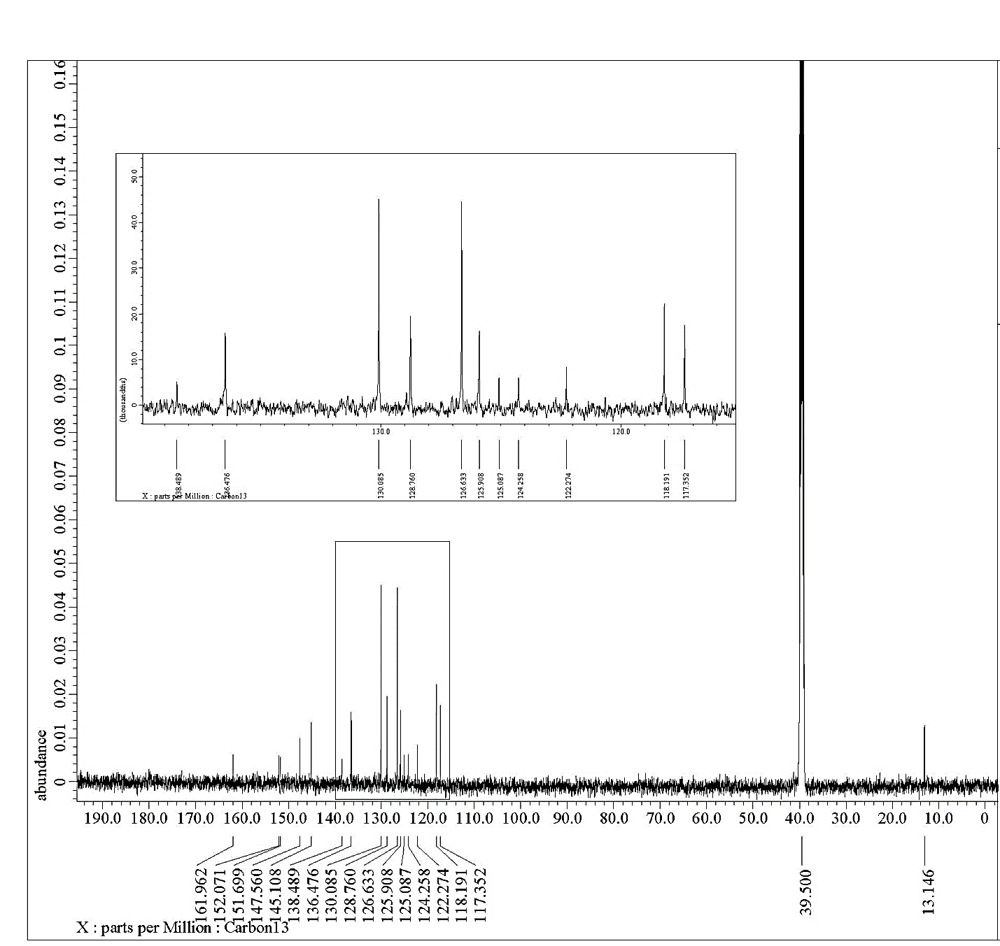 abundance
0 0.01 0.02 0.03 0.04 0.05 0.06 0.07 0.08 0.09 0.1 0.11 0.12 0.13 0.14 0.15 0.16
(thousandths)
0 10.0 20.0 30.0 40.0 50.0
130.0 120.0
138.489 136.476 130.085 128.760 126.633 125.908 125.087 124.258 122.274 118.191 117.352
X : parts per Million : Carbon13
190.0 180.0 170.0 160.0 150.0 140.0 130.0 120.0 110.0 100.0 90.0 80.0 70.0 60.0 50.0 40.0 30.0 20.0 10.0 0
161.962 152.071 151.699 147.560 145.108 138.489 136.476 130.085 128.760 126.633 125.908 125.087 124.258 122.274 118.191 117.352 39.500 13.146
X : parts per Million : Carbon13